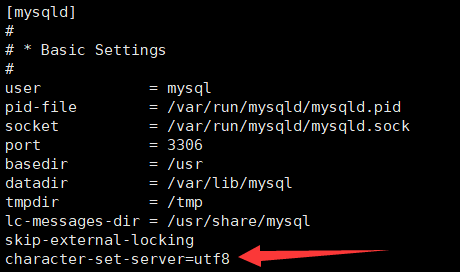 [mysqld]
#
# * Basic Settings
#
user            = mysql
pid-file        = /var/run/mysqld/mysqld.pid
socket          = /var/run/mysqld/mysqld.sock
port            = 3306
basedir         = /usr
datadir         = /var/lib/mysql
tmpdir          = /tmp
lc-messages-dir = /usr/share/mysql
skip-external-locking
character-set-server=utf8